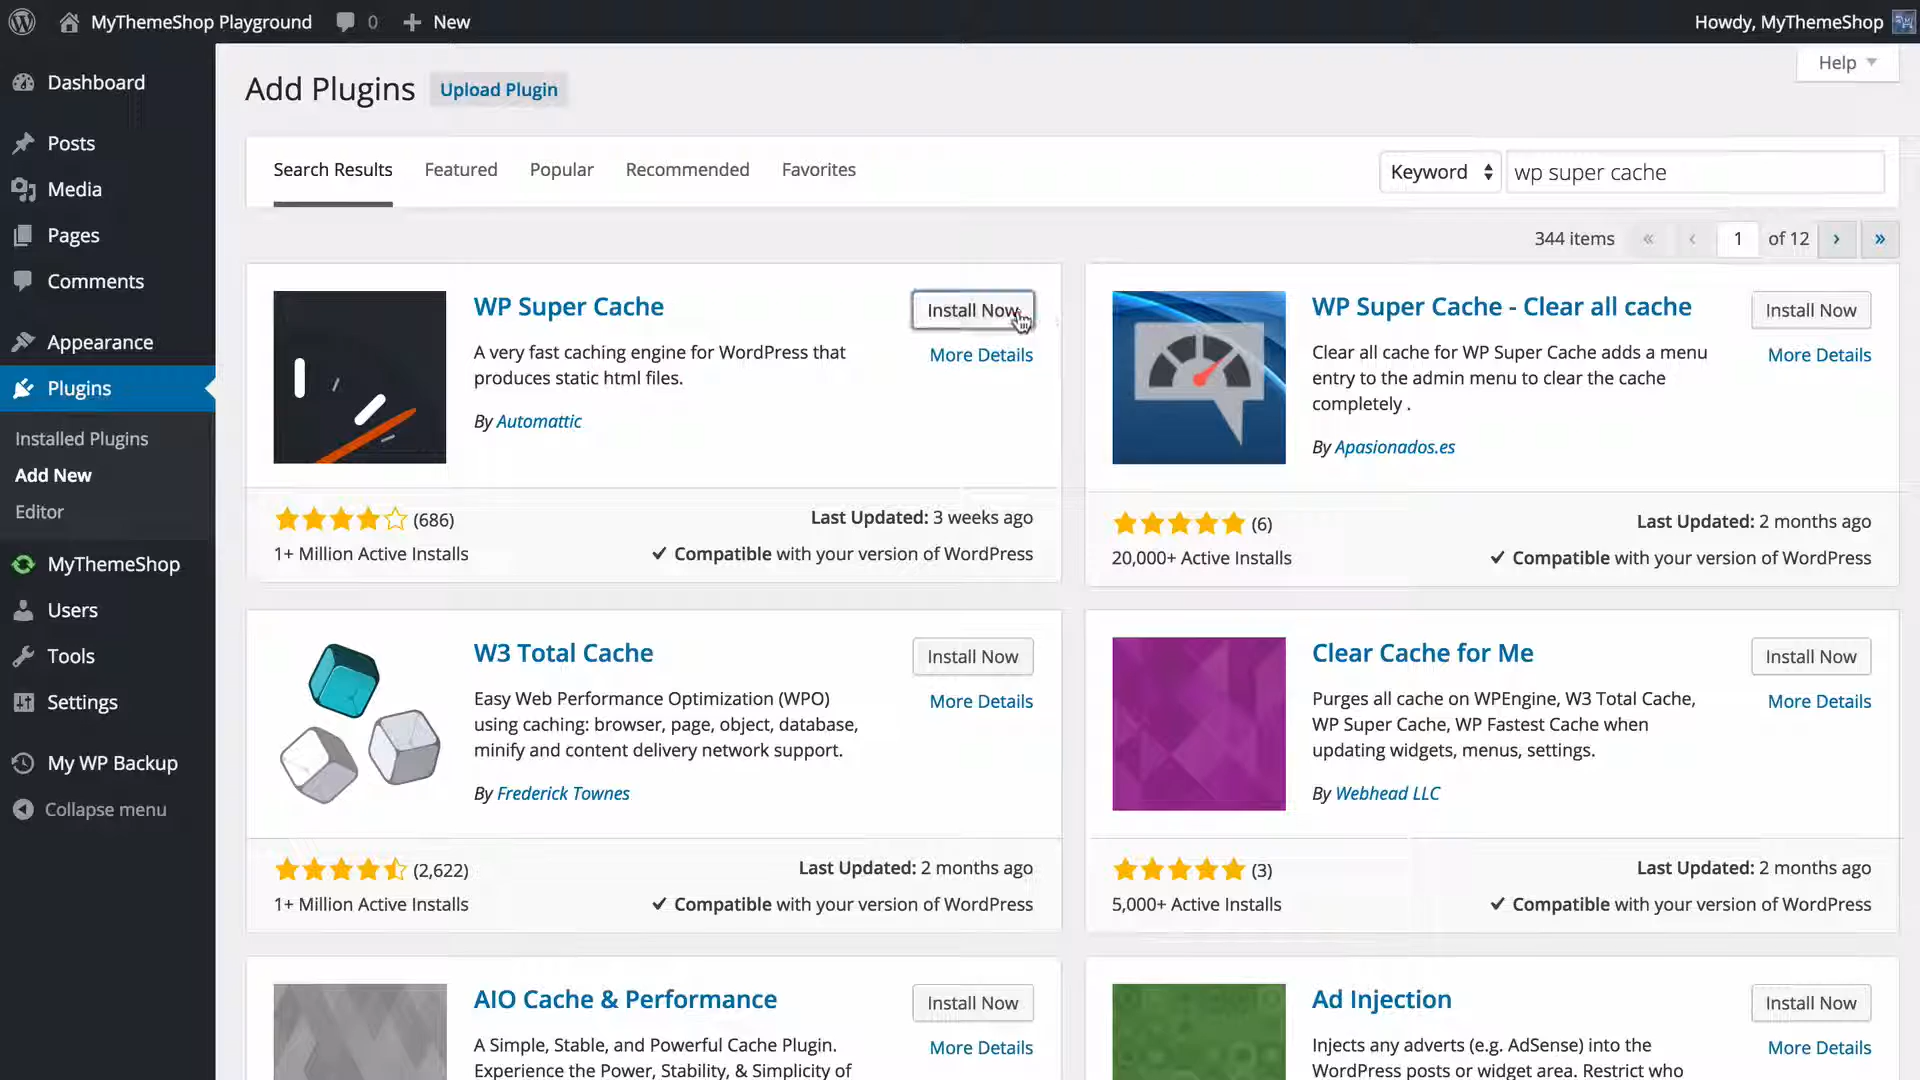 MyThemeShop Playground 0 New Howdy, MyThemeShop
Dashboard
Posts
Media
Pages
Comments
Appearance
Plugins
Installed Plugins
Add New
Editor
MyThemeShop
Users
Tools
Settings
My WP Backup
Collapse menu
Help
Add Plugins Upload Plugin
Search Results Featured Popular Recommended Favorites Keyword wp super cache
344 items « ‹ 1 of 12 › »
WP Super Cache
Install Now
A very fast caching engine for WordPress that
produces static html files.
More Details
By Automattic
(686)
Last Updated: 3 weeks ago
1+ Million Active Installs
✔ Compatible with your version of WordPress
WP Super Cache - Clear all cache
Install Now
Clear all cache for WP Super Cache adds a menu
entry to the admin menu to clear the cache
completely .
More Details
By Apasionados.es
(6)
Last Updated: 2 months ago
20,000+ Active Installs
✔ Compatible with your version of WordPress
W3 Total Cache
Install Now
Easy Web Performance Optimization (WPO)
using caching: browser, page, object, database,
minify and content delivery network support.
More Details
By Frederick Townes
(2,622)
Last Updated: 2 months ago
1+ Million Active Installs
✔ Compatible with your version of WordPress
Clear Cache for Me
Install Now
Purges all cache on WPEngine, W3 Total Cache,
WP Super Cache, WP Fastest Cache when
updating widgets, menus, settings.
More Details
By Webhead LLC
(3)
Last Updated: 2 months ago
5,000+ Active Installs
✔ Compatible with your version of WordPress
AIO Cache & Performance
Install Now
A Simple, Stable, and Powerful Cache Plugin.
Experience the Power, Stability, & Simplicity of
More Details
Ad Injection
Install Now
Injects any adverts (e.g. AdSense) into the
WordPress posts or widget area. Restrict who
More Details